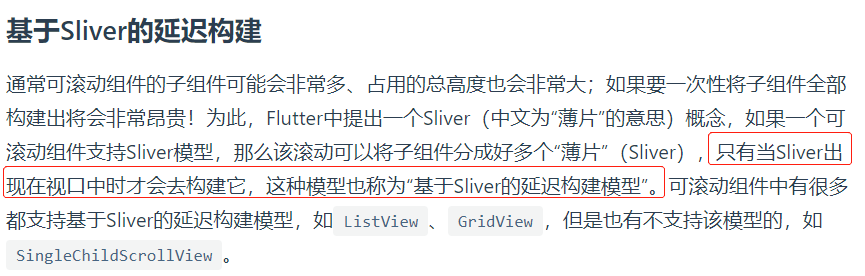 基于Sliver的延迟构建
通常可滚动组件的子组件可能会非常多、占用的总高度也会非常大；如果要一次性将子组件全部
构建出将会非常昂贵！为此，Flutter中提出一个Sliver（中文为“薄片”的意思）概念，如果一个可
滚动组件支持Sliver模型，那么该滚动可以将子组件分成好多个“薄片”（Sliver），只有当Sliver出
现在视口中时才会去构建它，这种模型也称为“基于Sliver的延迟构建模型”。可滚动组件中有很多
都支持基于Sliver的延迟构建模型，如 ListView 、 GridView ，但是也有不支持该模型的，如
SingleChildScrollView 。